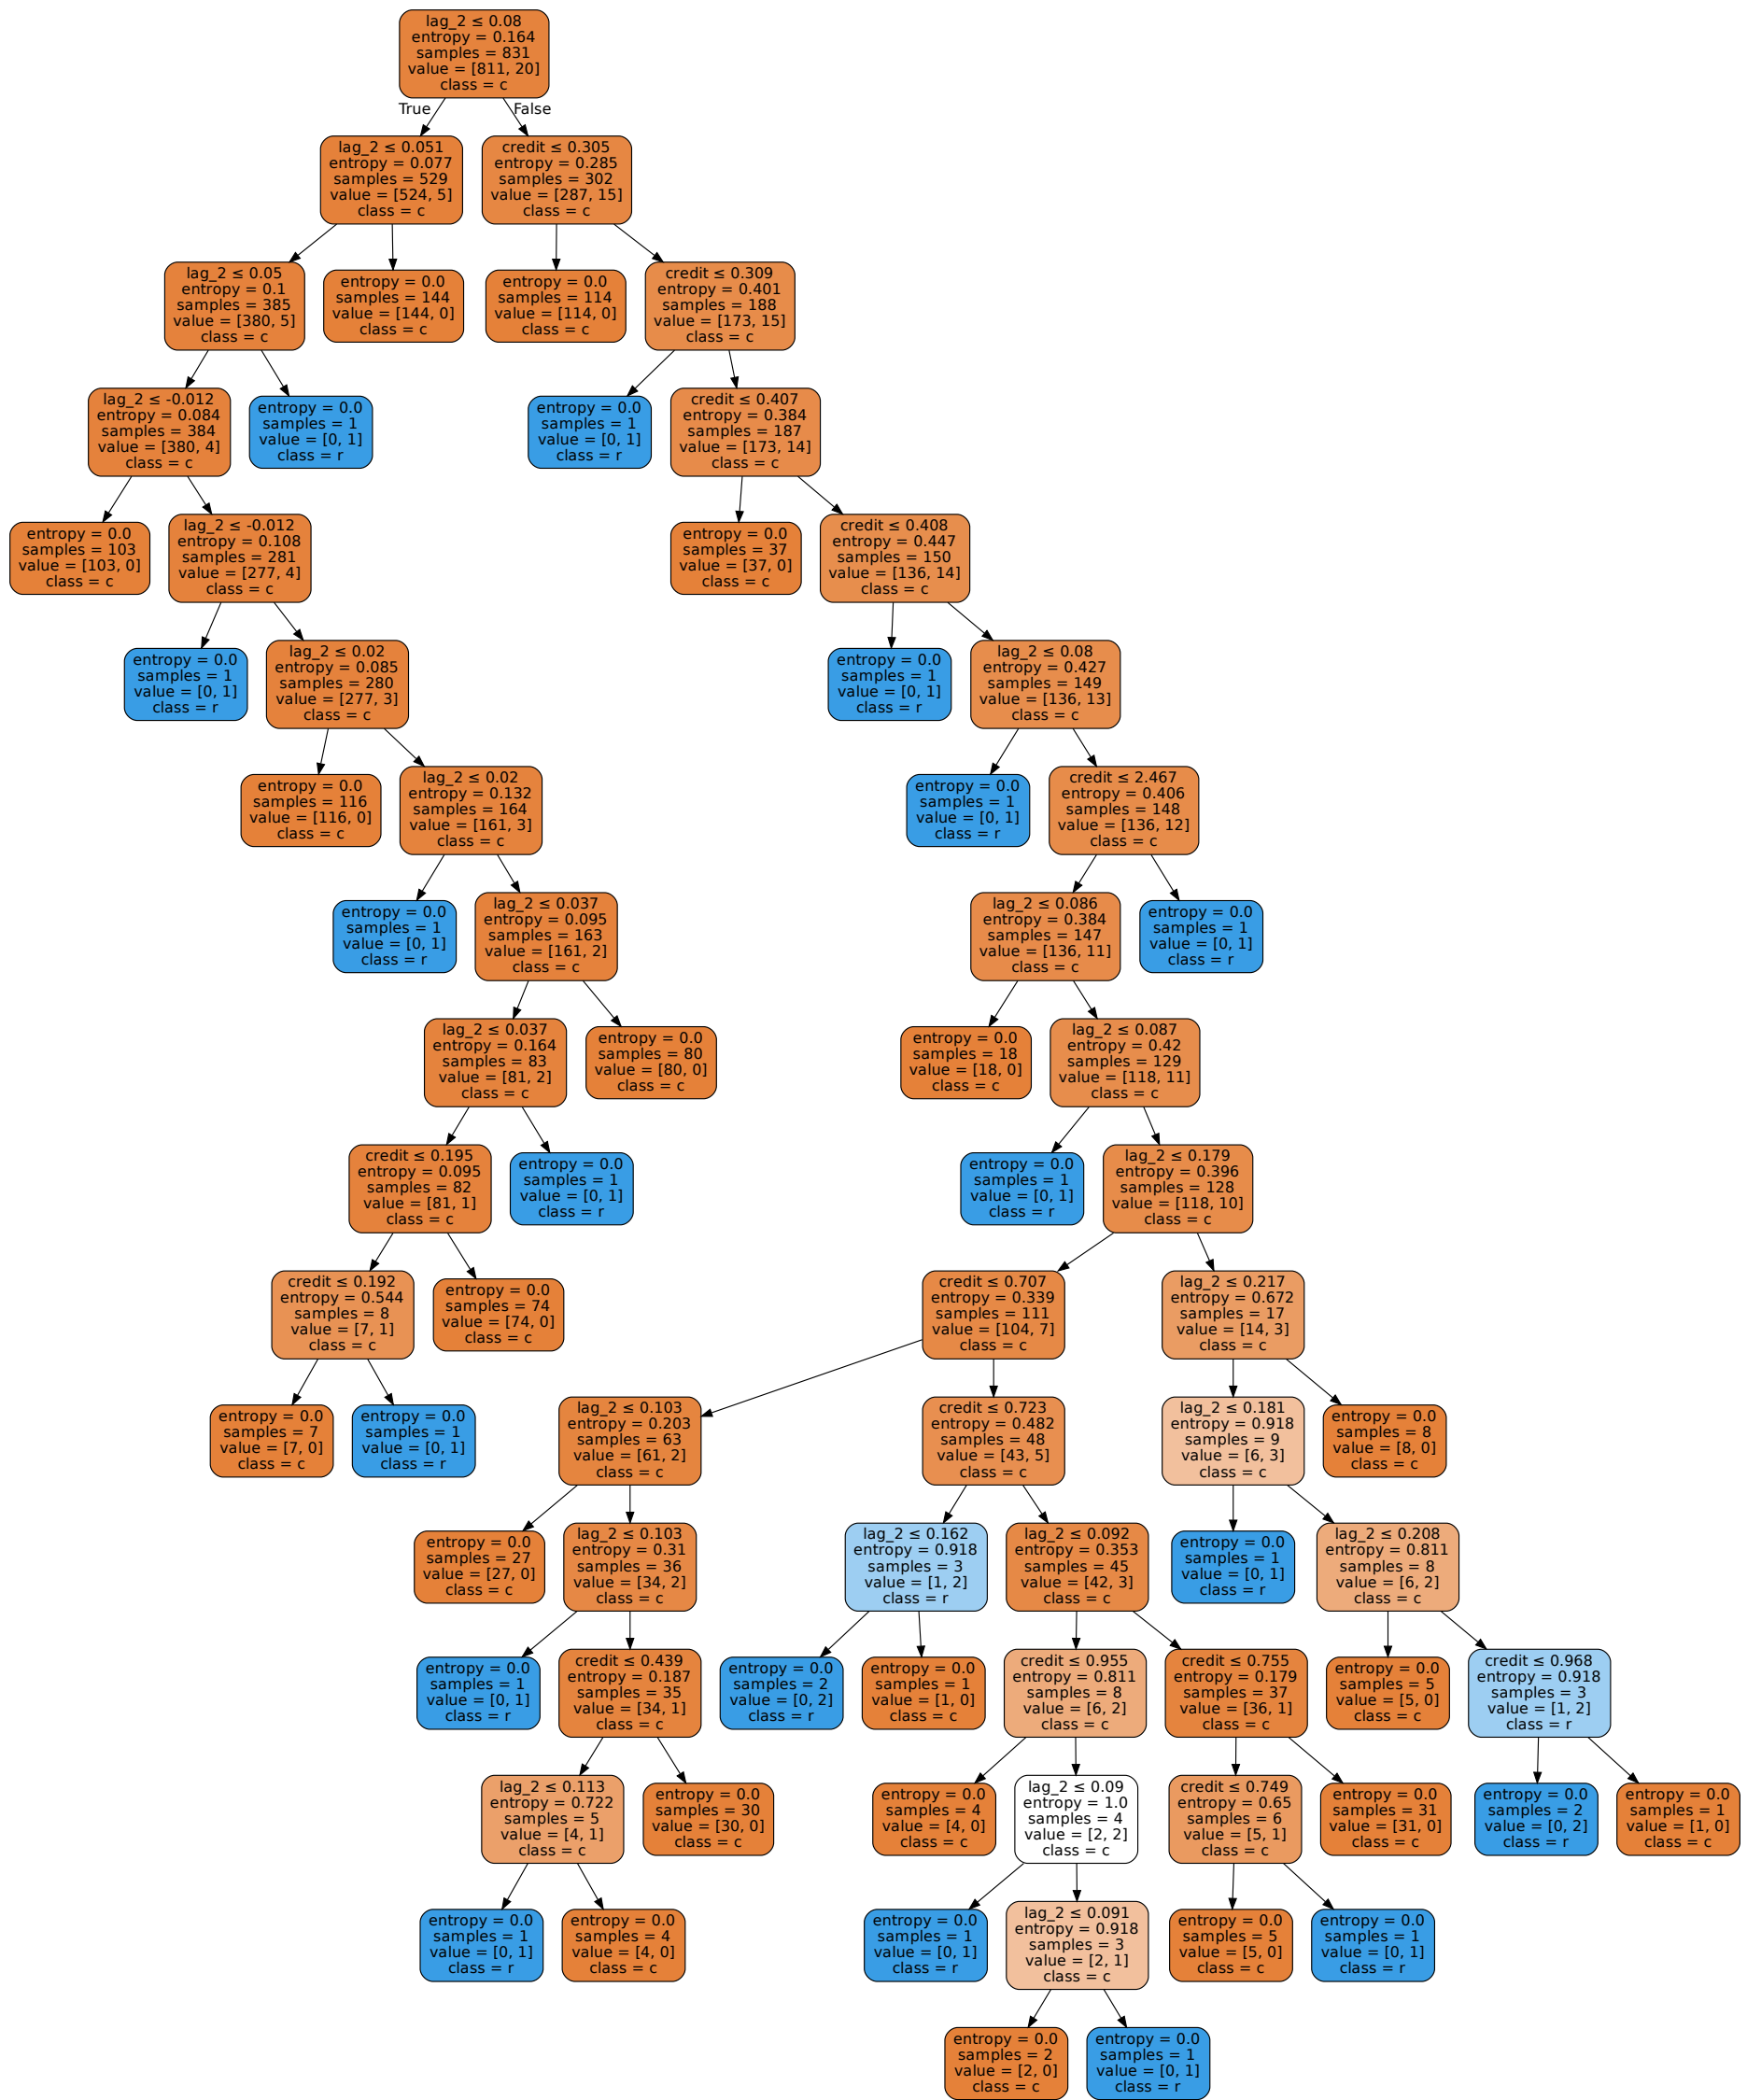 lag_2 ≤ 0.08
entropy = 0.164
samples = 831
value = [811, 20]
class = c
True
False
lag_2 ≤ 0.051
entropy = 0.077
samples = 529
value = [524, 5]
class = c
credit ≤ 0.305
entropy = 0.285
samples = 302
value = [287, 15]
class = c
lag_2 ≤ 0.05
entropy = 0.1
samples = 385
value = [380, 5]
class = c
entropy = 0.0
samples = 144
value = [144, 0]
class = c
entropy = 0.0
samples = 114
value = [114, 0]
class = c
credit ≤ 0.309
entropy = 0.401
samples = 188
value = [173, 15]
class = c
lag_2 ≤ -0.012
entropy = 0.084
samples = 384
value = [380, 4]
class = c
entropy = 0.0
samples = 1
value = [0, 1]
class = r
entropy = 0.0
samples = 1
value = [0, 1]
class = r
credit ≤ 0.407
entropy = 0.384
samples = 187
value = [173, 14]
class = c
entropy = 0.0
samples = 103
value = [103, 0]
class = c
lag_2 ≤ -0.012
entropy = 0.108
samples = 281
value = [277, 4]
class = c
entropy = 0.0
samples = 37
value = [37, 0]
class = c
credit ≤ 0.408
entropy = 0.447
samples = 150
value = [136, 14]
class = c
entropy = 0.0
samples = 1
value = [0, 1]
class = r
lag_2 ≤ 0.02
entropy = 0.085
samples = 280
value = [277, 3]
class = c
entropy = 0.0
samples = 1
value = [0, 1]
class = r
lag_2 ≤ 0.08
entropy = 0.427
samples = 149
value = [136, 13]
class = c
entropy = 0.0
samples = 116
value = [116, 0]
class = c
lag_2 ≤ 0.02
entropy = 0.132
samples = 164
value = [161, 3]
class = c
entropy = 0.0
samples = 1
value = [0, 1]
class = r
credit ≤ 2.467
entropy = 0.406
samples = 148
value = [136, 12]
class = c
entropy = 0.0
samples = 1
value = [0, 1]
class = r
lag_2 ≤ 0.037
entropy = 0.095
samples = 163
value = [161, 2]
class = c
lag_2 ≤ 0.086
entropy = 0.384
samples = 147
value = [136, 11]
class = c
entropy = 0.0
samples = 1
value = [0, 1]
class = r
lag_2 ≤ 0.037
entropy = 0.164
samples = 83
value = [81, 2]
class = c
entropy = 0.0
samples = 80
value = [80, 0]
class = c
entropy = 0.0
samples = 18
value = [18, 0]
class = c
lag_2 ≤ 0.087
entropy = 0.42
samples = 129
value = [118, 11]
class = c
credit ≤ 0.195
entropy = 0.095
samples = 82
value = [81, 1]
class = c
entropy = 0.0
samples = 1
value = [0, 1]
class = r
entropy = 0.0
samples = 1
value = [0, 1]
class = r
lag_2 ≤ 0.179
entropy = 0.396
samples = 128
value = [118, 10]
class = c
credit ≤ 0.192
entropy = 0.544
samples = 8
value = [7, 1]
class = c
entropy = 0.0
samples = 74
value = [74, 0]
class = c
credit ≤ 0.707
entropy = 0.339
samples = 111
value = [104, 7]
class = c
lag_2 ≤ 0.217
entropy = 0.672
samples = 17
value = [14, 3]
class = c
entropy = 0.0
samples = 7
value = [7, 0]
class = c
entropy = 0.0
samples = 1
value = [0, 1]
class = r
lag_2 ≤ 0.103
entropy = 0.203
samples = 63
value = [61, 2]
class = c
credit ≤ 0.723
entropy = 0.482
samples = 48
value = [43, 5]
class = c
lag_2 ≤ 0.181
entropy = 0.918
samples = 9
value = [6, 3]
class = c
entropy = 0.0
samples = 8
value = [8, 0]
class = c
entropy = 0.0
samples = 27
value = [27, 0]
class = c
lag_2 ≤ 0.103
entropy = 0.31
samples = 36
value = [34, 2]
class = c
lag_2 ≤ 0.162
entropy = 0.918
samples = 3
value = [1, 2]
class = r
lag_2 ≤ 0.092
entropy = 0.353
samples = 45
value = [42, 3]
class = c
entropy = 0.0
samples = 1
value = [0, 1]
class = r
lag_2 ≤ 0.208
entropy = 0.811
samples = 8
value = [6, 2]
class = c
entropy = 0.0
samples = 1
value = [0, 1]
class = r
credit ≤ 0.439
entropy = 0.187
samples = 35
value = [34, 1]
class = c
entropy = 0.0
samples = 2
value = [0, 2]
class = r
entropy = 0.0
samples = 1
value = [1, 0]
class = c
credit ≤ 0.955
entropy = 0.811
samples = 8
value = [6, 2]
class = c
credit ≤ 0.755
entropy = 0.179
samples = 37
value = [36, 1]
class = c
entropy = 0.0
samples = 5
value = [5, 0]
class = c
credit ≤ 0.968
entropy = 0.918
samples = 3
value = [1, 2]
class = r
lag_2 ≤ 0.113
entropy = 0.722
samples = 5
value = [4, 1]
class = c
entropy = 0.0
samples = 30
value = [30, 0]
class = c
entropy = 0.0
samples = 4
value = [4, 0]
class = c
lag_2 ≤ 0.09
entropy = 1.0
samples = 4
value = [2, 2]
class = c
credit ≤ 0.749
entropy = 0.65
samples = 6
value = [5, 1]
class = c
entropy = 0.0
samples = 31
value = [31, 0]
class = c
entropy = 0.0
samples = 2
value = [0, 2]
class = r
entropy = 0.0
samples = 1
value = [1, 0]
class = c
entropy = 0.0
samples = 1
value = [0, 1]
class = r
entropy = 0.0
samples = 4
value = [4, 0]
class = c
entropy = 0.0
samples = 1
value = [0, 1]
class = r
lag_2 ≤ 0.091
entropy = 0.918
samples = 3
value = [2, 1]
class = c
entropy = 0.0
samples = 5
value = [5, 0]
class = c
entropy = 0.0
samples = 1
value = [0, 1]
class = r
entropy = 0.0
samples = 2
value = [2, 0]
class = c
entropy = 0.0
samples = 1
value = [0, 1]
class = r